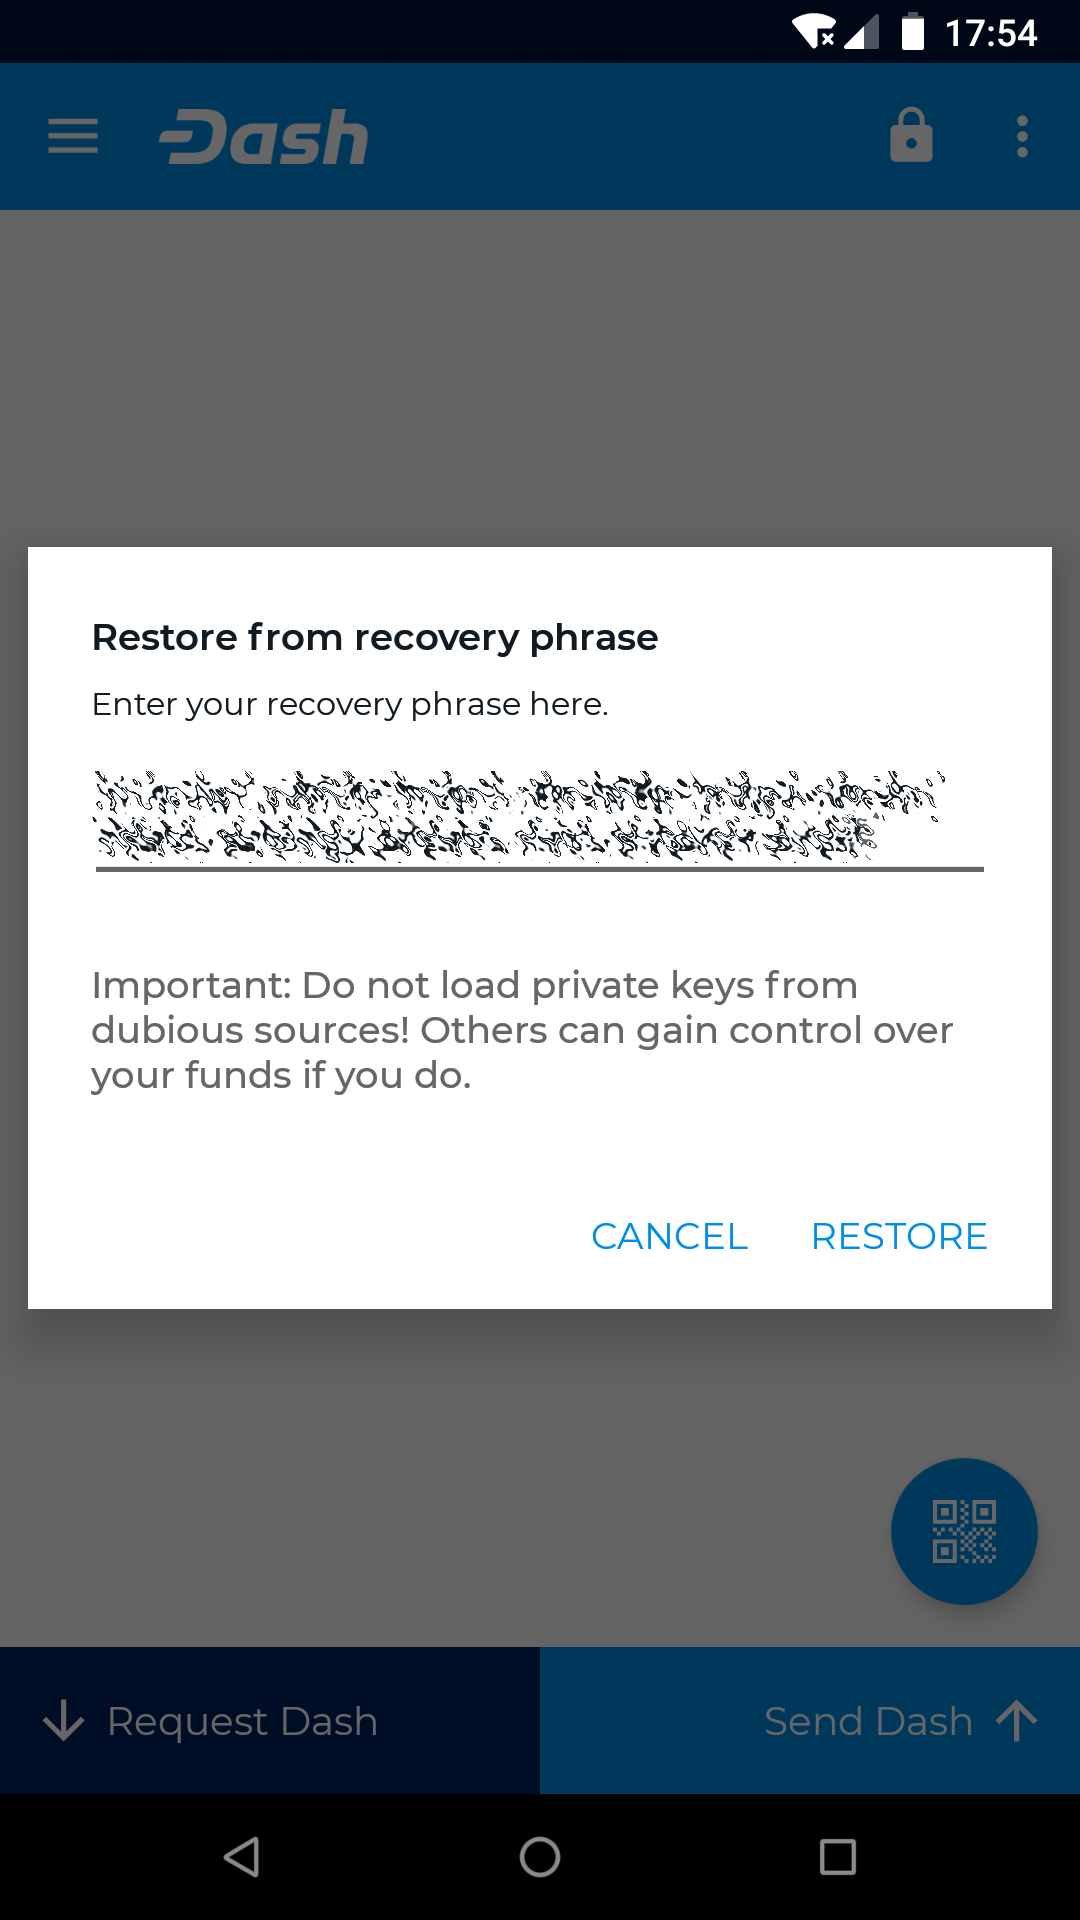 17:54
Dash
Restore from recovery phrase
Enter your recovery phrase here.
Important: Do not load private keys from
dubious sources! Others can gain control over
your funds if you do.
CANCEL RESTORE
Request Dash Send Dash